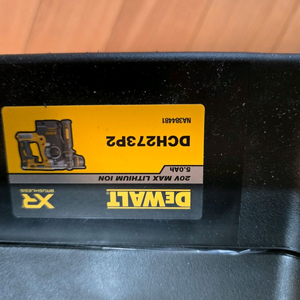 DEWALT
20V MAX LITHIUM ION
5.0Ah
DCH273P2
NA384481
XR
BRUSHLESS